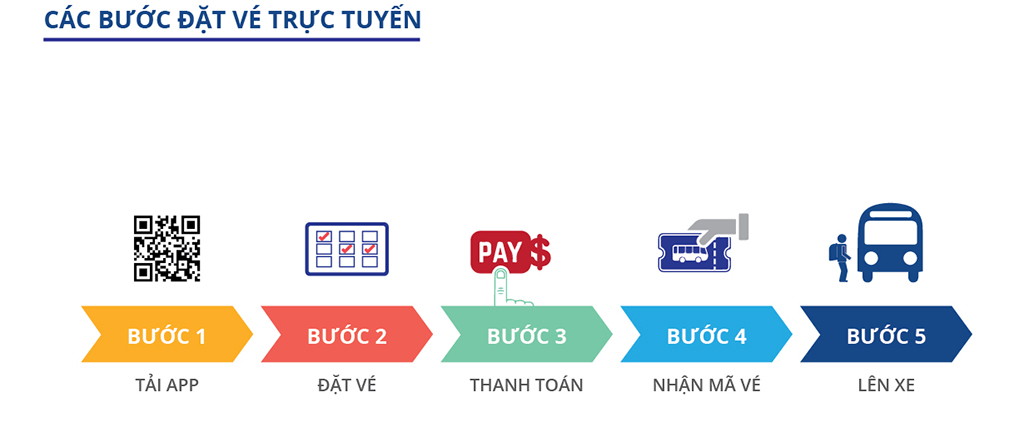 CÁC BƯỚC ĐẶT VÉ TRỰC TUYẾN
PAY $
BƯỚC 1
BƯỚC 2
BƯỚC 3
BƯỚC 4
BƯỚC 5
TẢI APP
ĐẶT VÉ
THANH TOÁN
NHẬN MÃ VÉ
LÊN XE